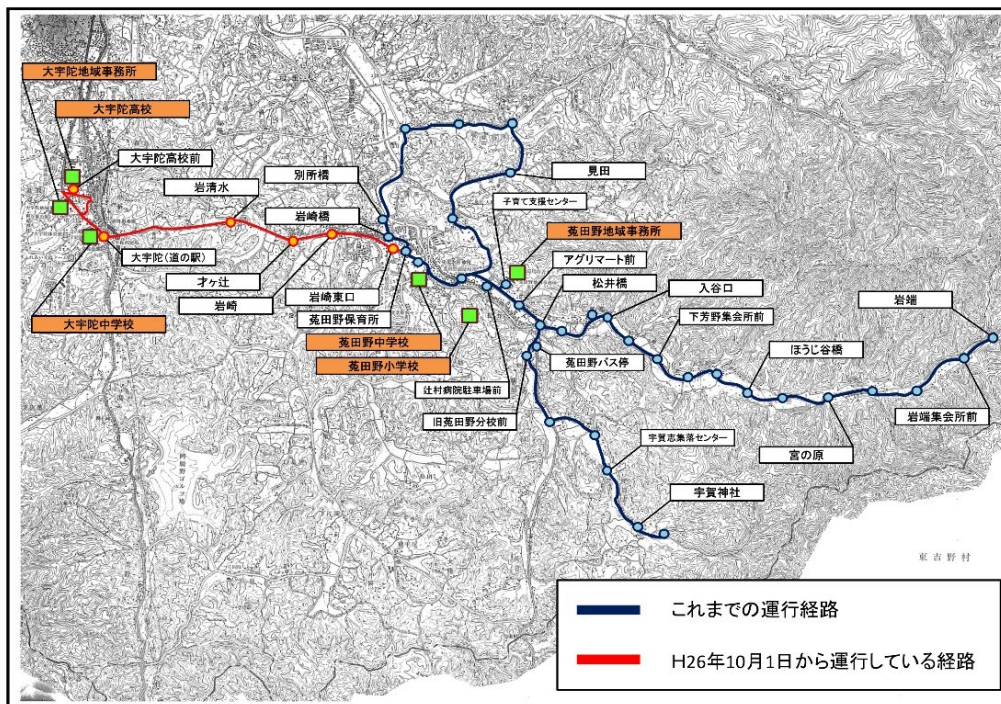 大宇陀地域事務所
大宇陀高校
大宇陀高校前
岩清水
別所橋
見田
子育て支援センター
岩崎橋
菟田野地域事務所
アグリマート前
松井橋
入谷口
岩端
大宇陀(道の駅)
才ヶ辻
岩崎
岩崎東口
菟田野保育所
下芳野集会所前
大宇陀中学校
菟田野中学校
菟田野小学校
菟田野バス停
ほうじ谷橋
辻村病院駐車場前
旧菟田野分校前
岩端集会所前
宇賀志集落センター
宮の原
宇賀神社
東吉野村
これまでの運行経路
H26年10月1日から運行している経路